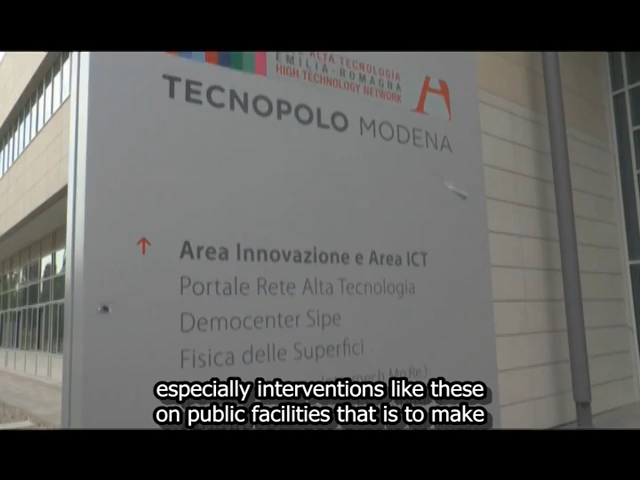 ALTA TECNOLOGIA
EMILIA-ROMAGNA
HIGH TECHNOLOGY NETWORK
TECNOPOLO MODENA
↑ Area Innovazione e Area ICT
Portale Rete Alta Tecnologia
Democenter Sipe
Fisica delle Superfici
especially interventions like these
on public facilities that is to make